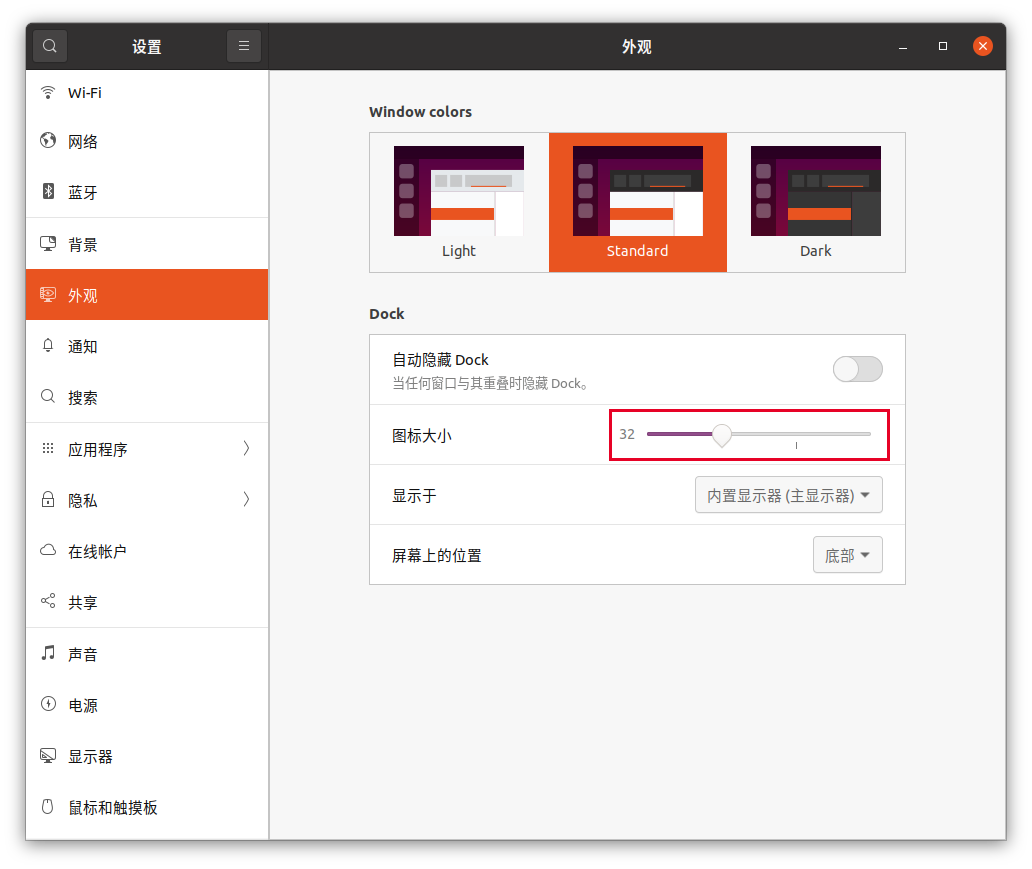 设置
外观
Wi-Fi
网络
蓝牙
背景
外观
通知
搜索
应用程序
隐私
在线帐户
共享
声音
电源
显示器
鼠标和触摸板
Window colors
Light
Standard
Dark
Dock
自动隐藏 Dock
当任何窗口与其重叠时隐藏 Dock。
图标大小
32
显示于
内置显示器 (主显示器)
屏幕上的位置
底部